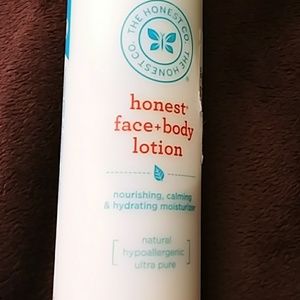 THE HONEST CO. THE HONEST CO.
honest®
face+body
lotion
nourishing, calming
& hydrating moisturizer
natural
hypoallergenic
ultra pure